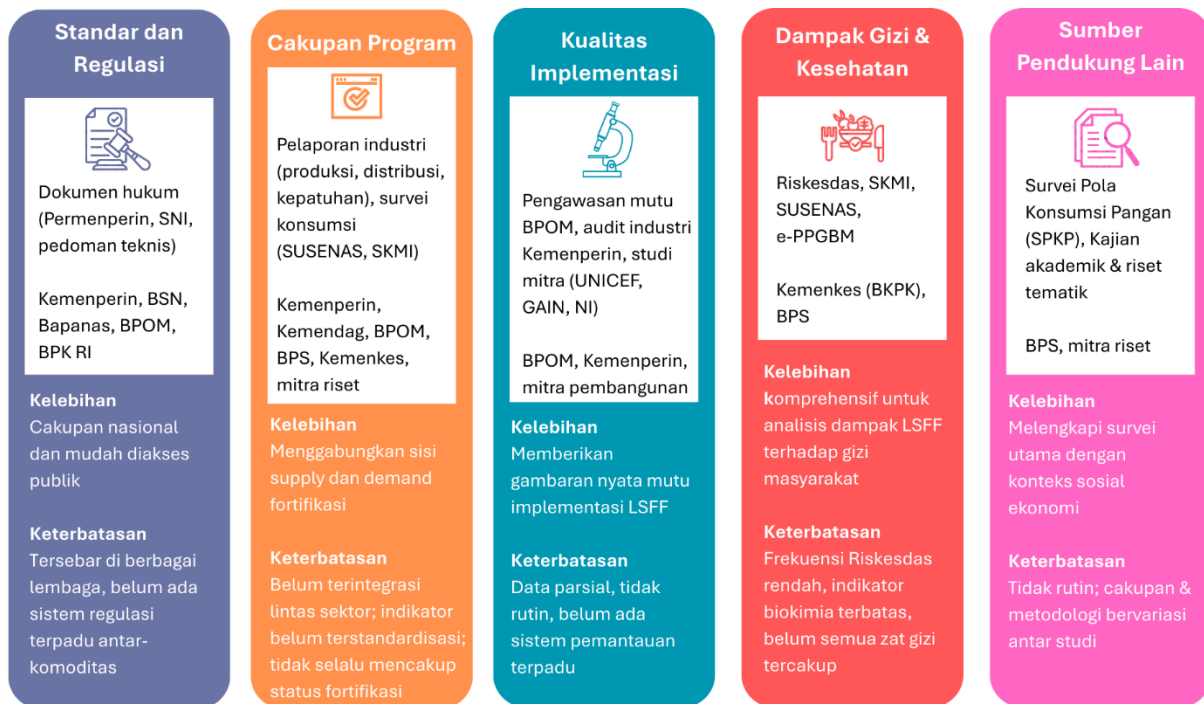 Standar dan
Regulasi
Dokumen hukum
(Permenperin, SNI,
pedoman teknis)
Kemenperin, BSN,
Bapanas, BPOM,
BPK RI
Kelebihan
Cakupan nasional
dan mudah diakses
publik
Keterbatasan
Tersebar di berbagai
lembaga, belum ada
sistem regulasi
terpadu antar-
komoditas
Cakupan Program
Pelaporan industri
(produksi, distribusi,
kepatuhan), survei
konsumsi
(SUSENAS, SKMI)
Kemenperin,
Kemendag, BPOM,
BPS, Kemenkes,
mitra riset
Kelebihan
Menggabungkan sisi
supply dan demand
fortifikasi
Keterbatasan
Belum terintegrasi
lintas sektor; indikator
belum terstandardisasi;
tidak selalu mencakup
status fortifikasi
Kualitas
Implementasi
Pengawasan mutu
BPOM, audit industri
Kemenperin, studi
mitra (UNICEF,
GAIN, NI)
BPOM, Kemenperin,
mitra pembangunan
Kelebihan
Memberikan
gambaran nyata mutu
implementasi LSFF
Keterbatasan
Data parsial, tidak
rutin, belum ada
sistem pemantauan
terpadu
Dampak Gizi &
Kesehatan
Riskesdas, SKMI,
SUSENAS,
e-PPGBM
Kemenkes (BKPK),
BPS
Kelebihan
komprehensif untuk
analisis dampak LSFF
terhadap gizi
masyarakat
Keterbatasan
Frekuensi Riskesdas
rendah, indikator
biokimia terbatas,
belum semua zat gizi
tercakup
Sumber
Pendukung Lain
Survei Pola
Konsumsi Pangan
(SPKP), Kajian
akademik & riset
tematik
BPS, mitra riset
Kelebihan
Melengkapi survei
utama dengan
konteks sosial
ekonomi
Keterbatasan
Tidak rutin; cakupan &
metodologi bervariasi
antar studi